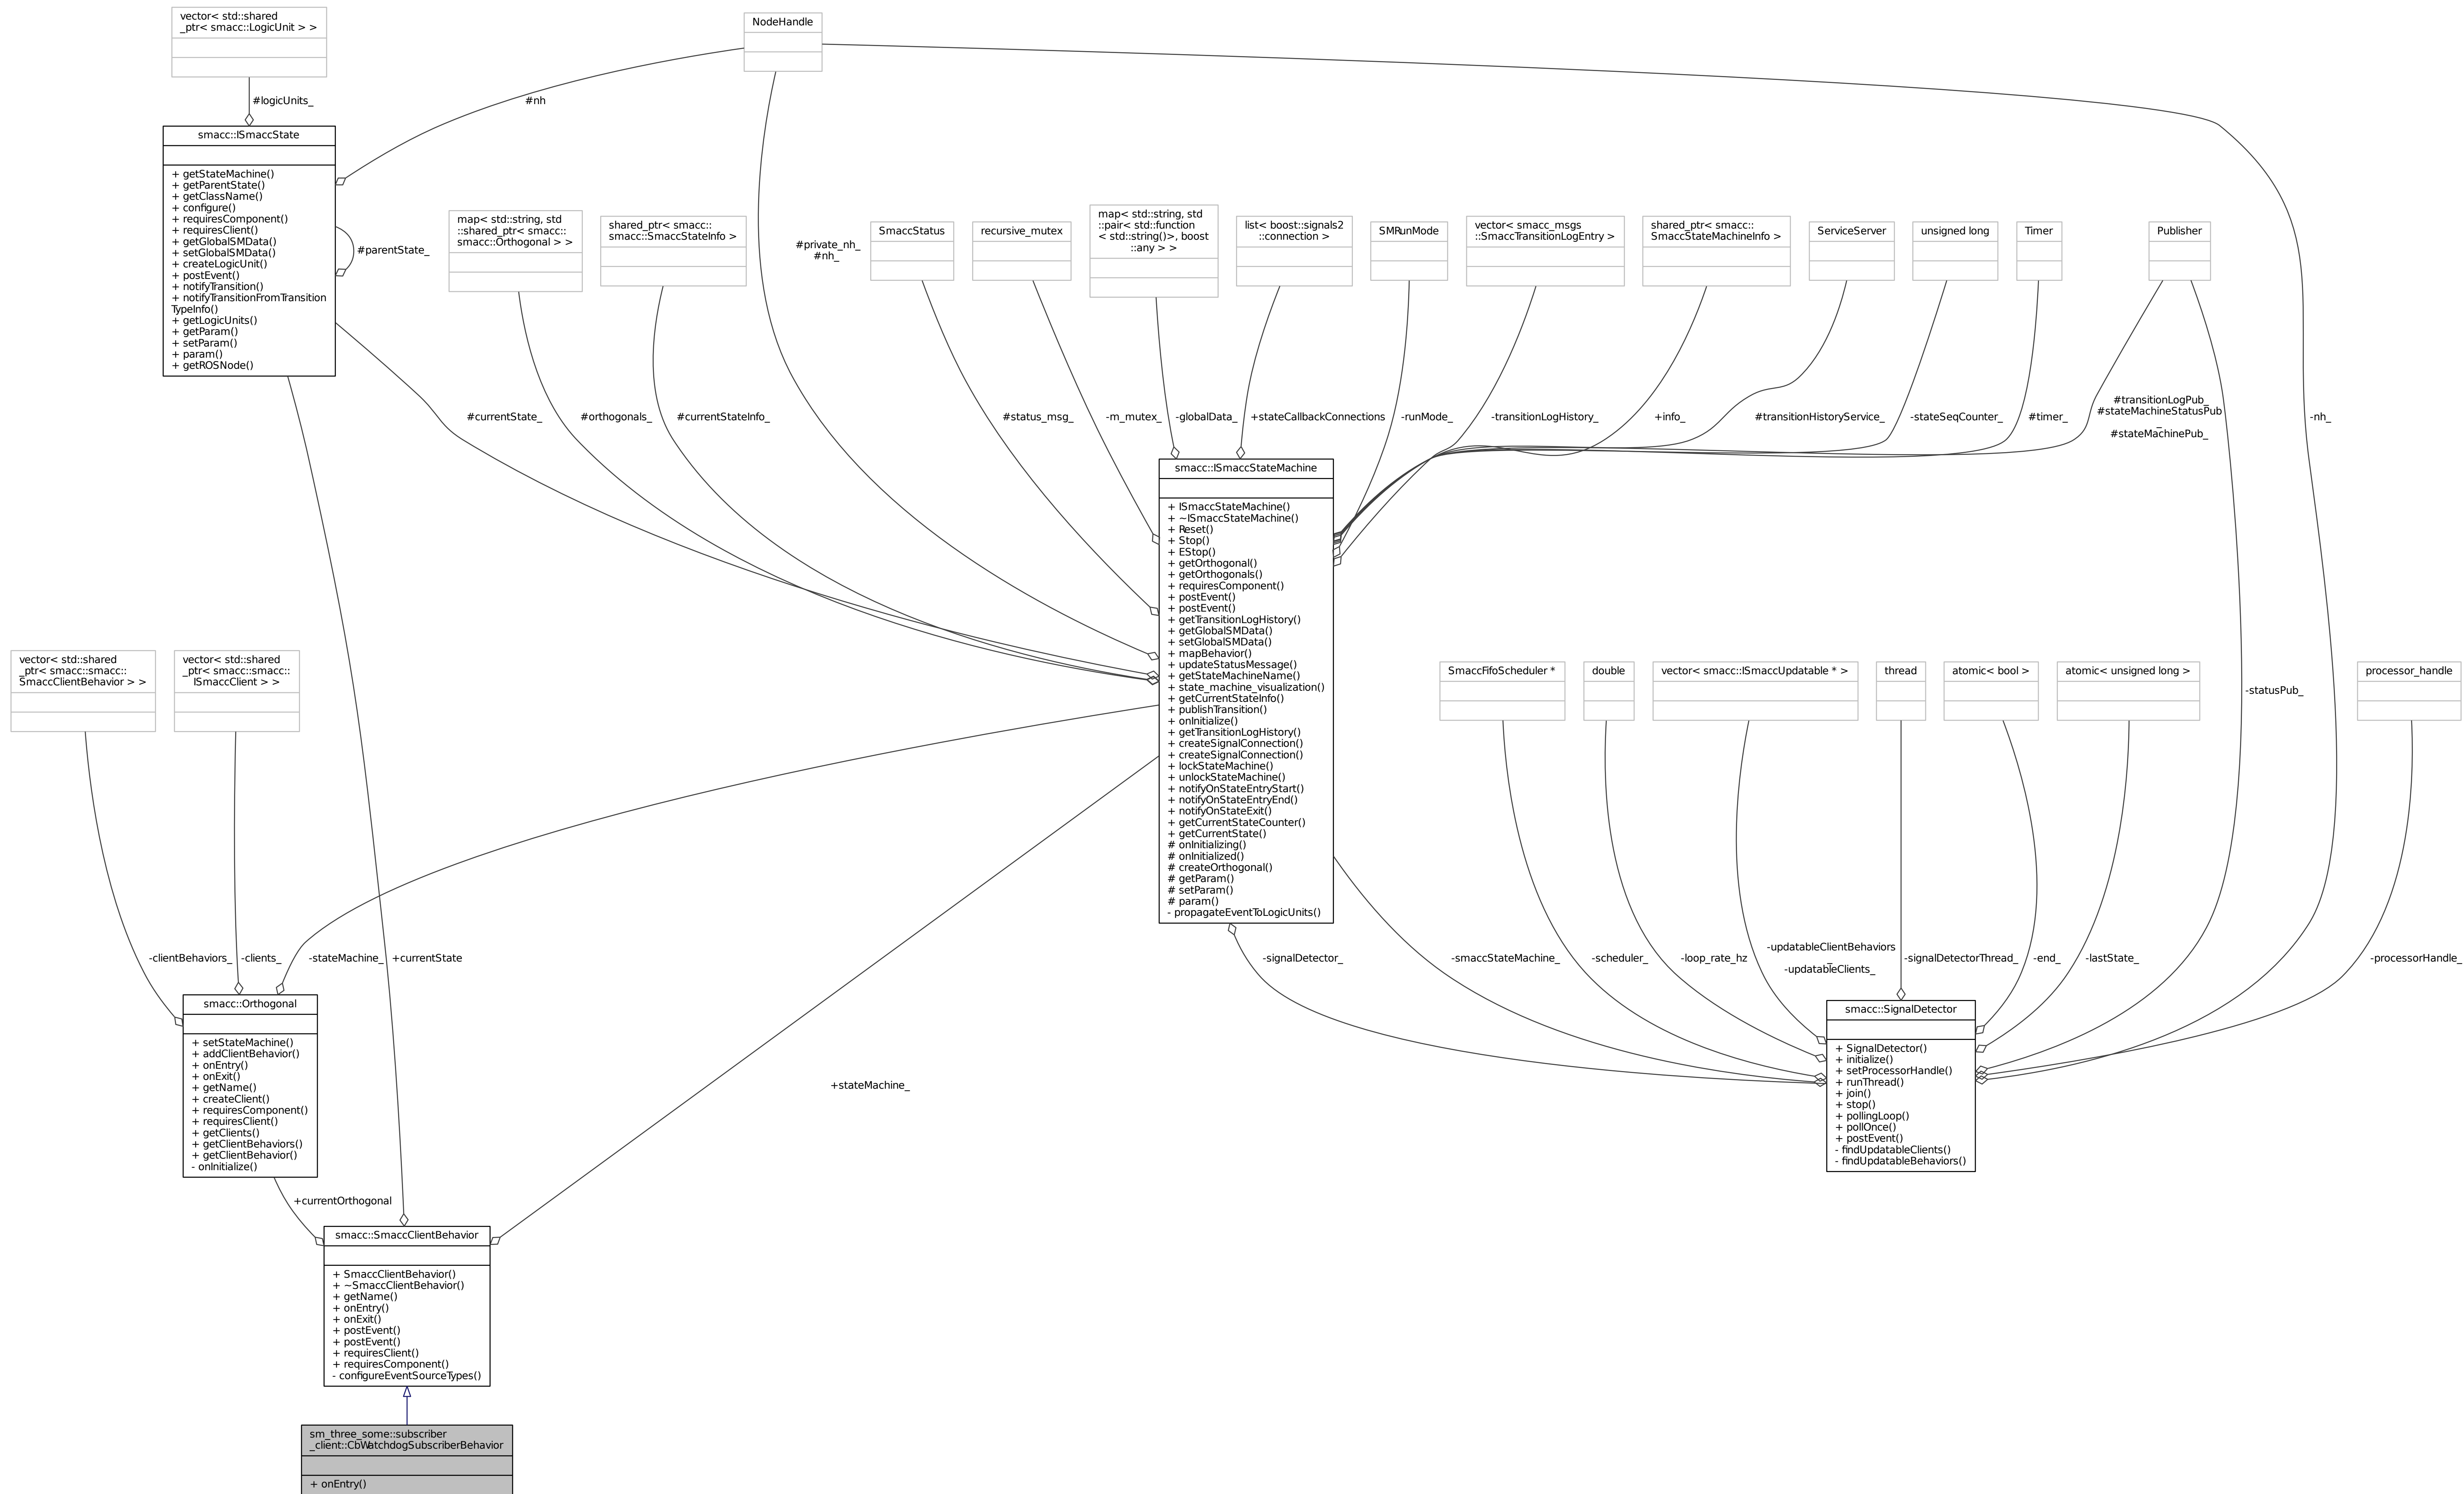 vector< std::shared
_ptr< smacc::LogicUnit > >
NodeHandle
#logicUnits_
#nh
smacc::ISmaccState
+ getStateMachine()
+ getParentState()
+ getClassName()
+ configure()
+ requiresComponent()
+ requiresClient()
+ getGlobalSMData()
+ setGlobalSMData()
+ createLogicUnit()
+ postEvent()
+ notifyTransition()
+ notifyTransitionFromTransition
TypeInfo()
+ getLogicUnits()
+ getParam()
+ setParam()
+ param()
+ getROSNode()
#parentState_
map< std::string, std
::shared_ptr< smacc::
smacc::Orthogonal > >
shared_ptr< smacc::
smacc::SmaccStateInfo >
#private_nh_
#nh_
SmaccStatus
recursive_mutex
map< std::string, std
::pair< std::function
< std::string()>, boost
::any > >
list< boost::signals2
::connection >
SMRunMode
vector< smacc_msgs
::SmaccTransitionLogEntry >
shared_ptr< smacc::
SmaccStateMachineInfo >
ServiceServer
unsigned long
Timer
Publisher
#currentState_
#orthogonals_
#currentStateInfo_
#status_msg_
-m_mutex_
-globalData_
+stateCallbackConnections
-runMode_
-transitionLogHistory_
+info_
#transitionHistoryService_
-stateSeqCounter_
#timer_
#transitionLogPub_
#stateMachineStatusPub
_
#stateMachinePub_
-nh_
smacc::ISmaccStateMachine
+ ISmaccStateMachine()
+ ~ISmaccStateMachine()
+ Reset()
+ Stop()
+ EStop()
+ getOrthogonal()
+ getOrthogonals()
+ requiresComponent()
+ postEvent()
+ postEvent()
+ getTransitionLogHistory()
+ getGlobalSMData()
+ setGlobalSMData()
+ mapBehavior()
+ updateStatusMessage()
+ getStateMachineName()
+ state_machine_visualization()
+ getCurrentStateInfo()
+ publishTransition()
+ onInitialize()
+ getTransitionLogHistory()
+ createSignalConnection()
+ createSignalConnection()
+ lockStateMachine()
+ unlockStateMachine()
+ notifyOnStateEntryStart()
+ notifyOnStateEntryEnd()
+ notifyOnStateExit()
+ getCurrentStateCounter()
+ getCurrentState()
# onInitializing()
# onInitialized()
# createOrthogonal()
# getParam()
# setParam()
# param()
- propagateEventToLogicUnits()
vector< std::shared
_ptr< smacc::smacc::
SmaccClientBehavior > >
vector< std::shared
_ptr< smacc::smacc::
ISmaccClient > >
SmaccFifoScheduler *
double
vector< smacc::ISmaccUpdatable * >
thread
atomic< bool >
atomic< unsigned long >
-statusPub_
processor_handle
-clientBehaviors_
-clients_
-stateMachine_
+currentState
-signalDetector_
-smaccStateMachine_
-scheduler_
-loop_rate_hz
-updatableClientBehaviors
_
-updatableClients_
-signalDetectorThread_
-end_
-lastState_
-processorHandle_
smacc::Orthogonal
+ setStateMachine()
+ addClientBehavior()
+ onEntry()
+ onExit()
+ getName()
+ createClient()
+ requiresComponent()
+ requiresClient()
+ getClients()
+ getClientBehaviors()
+ getClientBehavior()
- onInitialize()
smacc::SignalDetector
+ SignalDetector()
+ initialize()
+ setProcessorHandle()
+ runThread()
+ join()
+ stop()
+ pollingLoop()
+ pollOnce()
+ postEvent()
- findUpdatableClients()
- findUpdatableBehaviors()
+stateMachine_
+currentOrthogonal
smacc::SmaccClientBehavior
+ SmaccClientBehavior()
+ ~SmaccClientBehavior()
+ getName()
+ onEntry()
+ onExit()
+ postEvent()
+ postEvent()
+ requiresClient()
+ requiresComponent()
- configureEventSourceTypes()
sm_three_some::subscriber
_client::CbWatchdogSubscriberBehavior
+ onEntry()